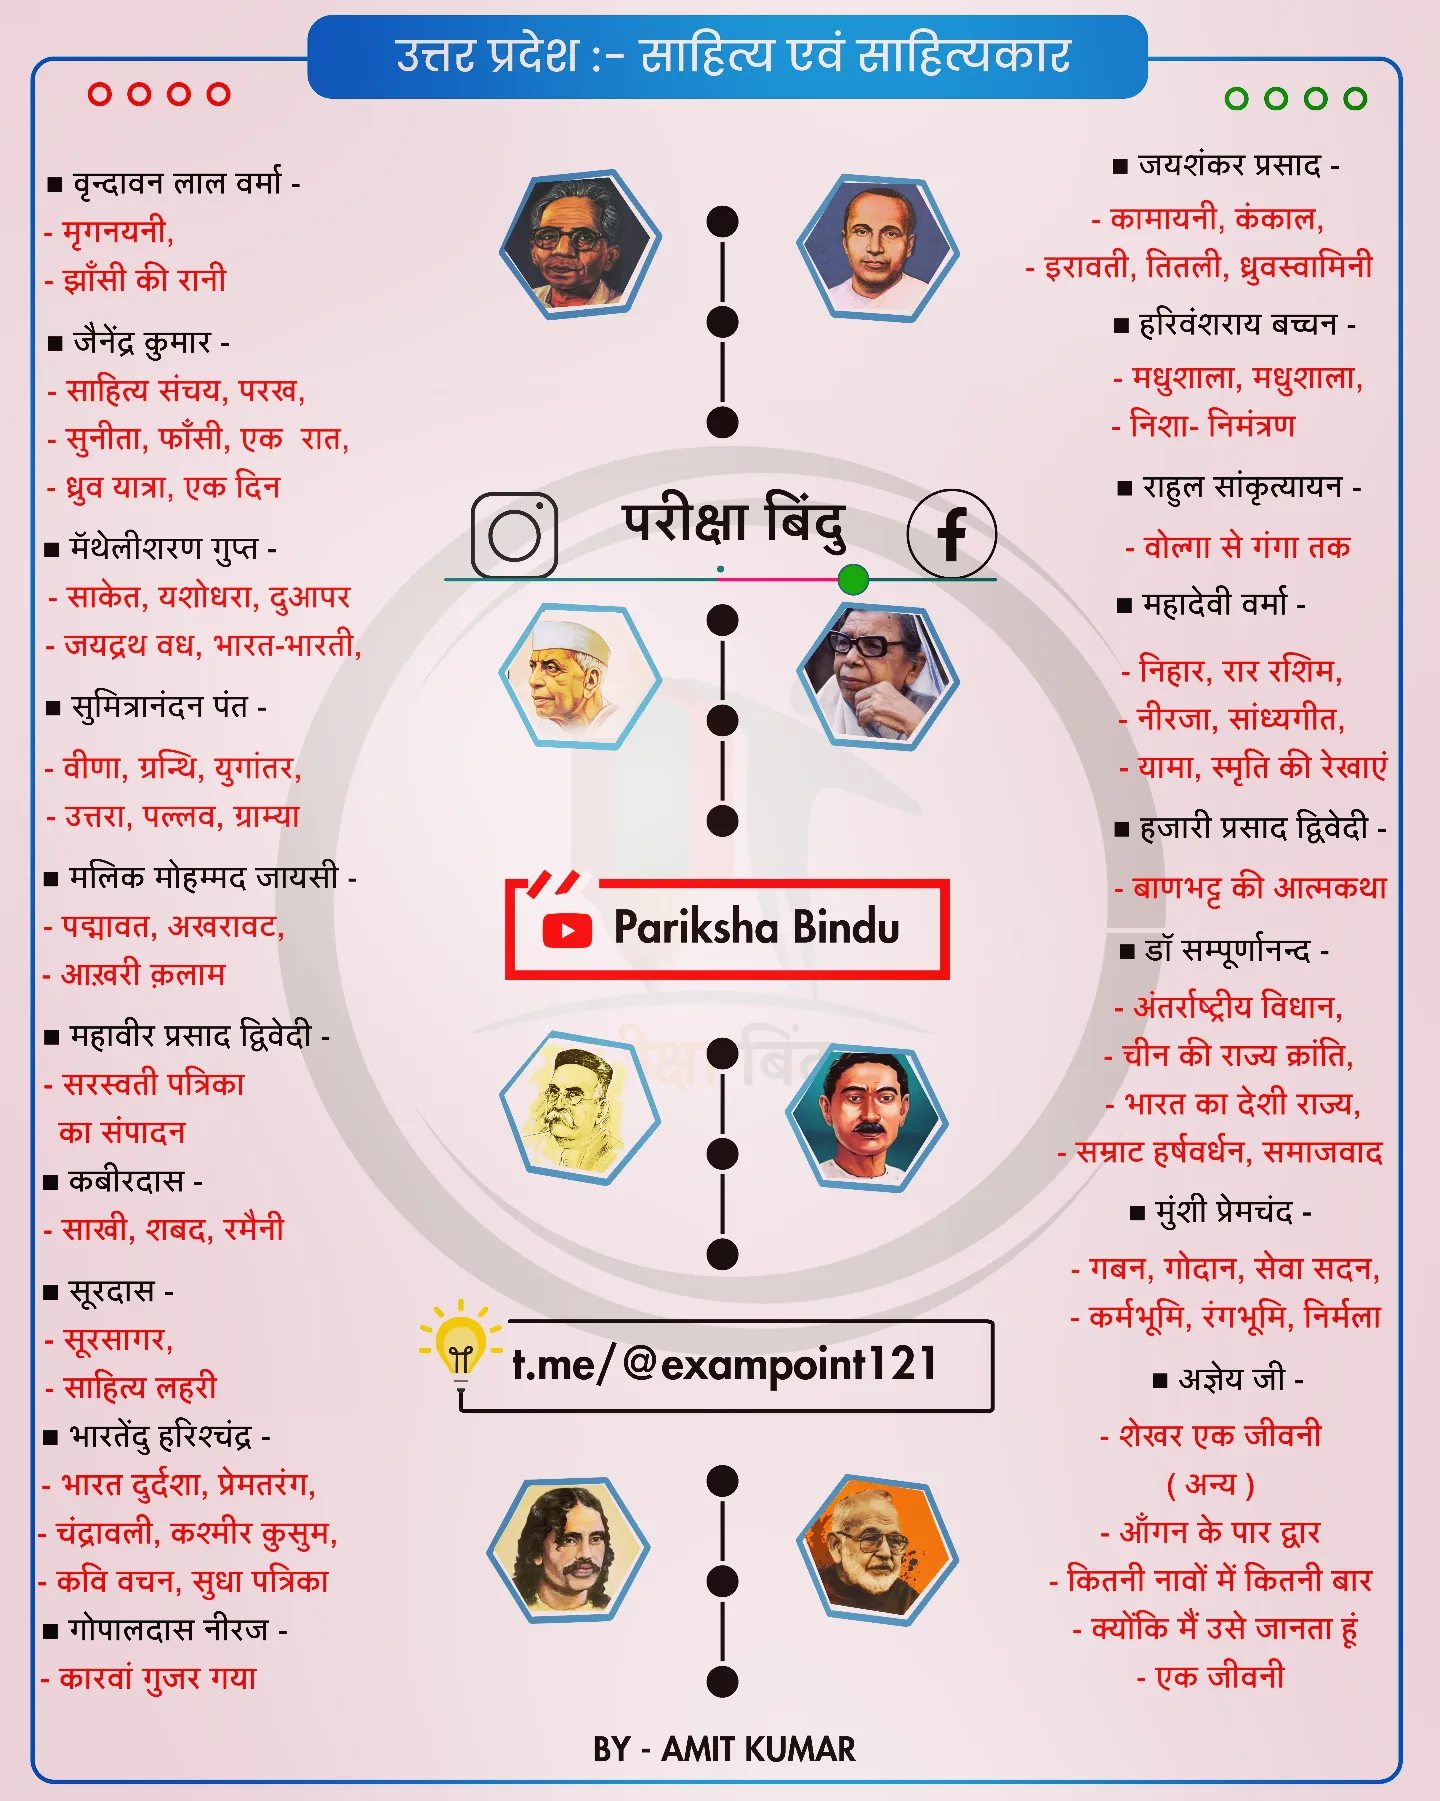 उत्तर प्रदेश :- साहित्य एवं साहित्यकार
■ वृन्दावन लाल वर्मा -
- मृगनयनी,
- झाँसी की रानी
■ जैनेंद्र कुमार -
- साहित्य संचय, परख,
- सुनीता, फाँसी, एक रात,
- ध्रुव यात्रा, एक दिन
■ मॅथेलीशरण गुप्त -
- साकेत, यशोधरा, दुआपर
- जयद्रथ वध, भारत-भारती,
■ सुमित्रानंदन पंत -
- वीणा, ग्रन्थि, युगांतर,
- उत्तरा, पल्लव, ग्राम्या
■ मलिक मोहम्मद जायसी -
- पद्मावत, अखरावट,
- आख़री क़लाम
■ महावीर प्रसाद द्विवेदी -
- सरस्वती पत्रिका
का संपादन
■ कबीरदास -
- साखी, शबद, रमैनी
■ सूरदास -
- सूरसागर,
- साहित्य लहरी
■ भारतेंदु हरिश्चंद्र -
- भारत दुर्दशा, प्रेमतरंग,
- चंद्रावली, कश्मीर कुसुम,
- कवि वचन, सुधा पत्रिका
■ गोपालदास नीरज -
- कारवां गुजर गया
परीक्षा बिंदु
Pariksha Bindu
परीक्षा बिंदु
t.me/@exampoint121
■ जयशंकर प्रसाद -
- कामायनी, कंकाल,
- इरावती, तितली, ध्रुवस्वामिनी
■ हरिवंशराय बच्चन -
- मधुशाला, मधुशाला,
- निशा- निमंत्रण
■ राहुल सांकृत्यायन -
- वोल्गा से गंगा तक
■ महादेवी वर्मा -
- निहार, रार रशिम,
- नीरजा, सांध्यगीत,
- यामा, स्मृति की रेखाएं
■ हजारी प्रसाद द्विवेदी -
- बाणभट्ट की आत्मकथा
■ डॉ सम्पूर्णानन्द -
- अंतर्राष्ट्रीय विधान,
- चीन की राज्य क्रांति,
- भारत का देशी राज्य,
- सम्राट हर्षवर्धन, समाजवाद
■ मुंशी प्रेमचंद -
- गबन, गोदान, सेवा सदन,
- कर्मभूमि, रंगभूमि, निर्मला
■ अज्ञेय जी -
- शेखर एक जीवनी
( अन्य )
- आँगन के पार द्वार
- कितनी नावों में कितनी बार
- क्योंकि मैं उसे जानता हूं
- एक जीवनी
BY - AMIT KUMAR